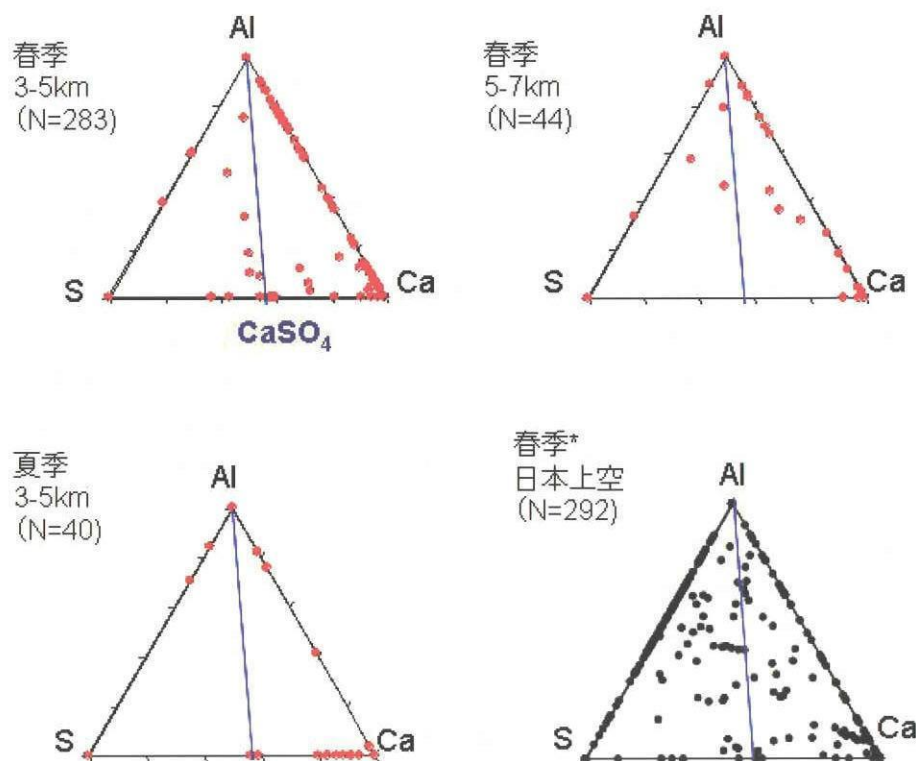 春季
3-5km
(N=283)
Al
S
Ca
CaSO₄
春季
5-7km
(N=44)
Al
S
Ca
夏季
3-5km
(N=40)
Al
S
Ca
春季*
日本上空
(N=292)
Al
S
Ca